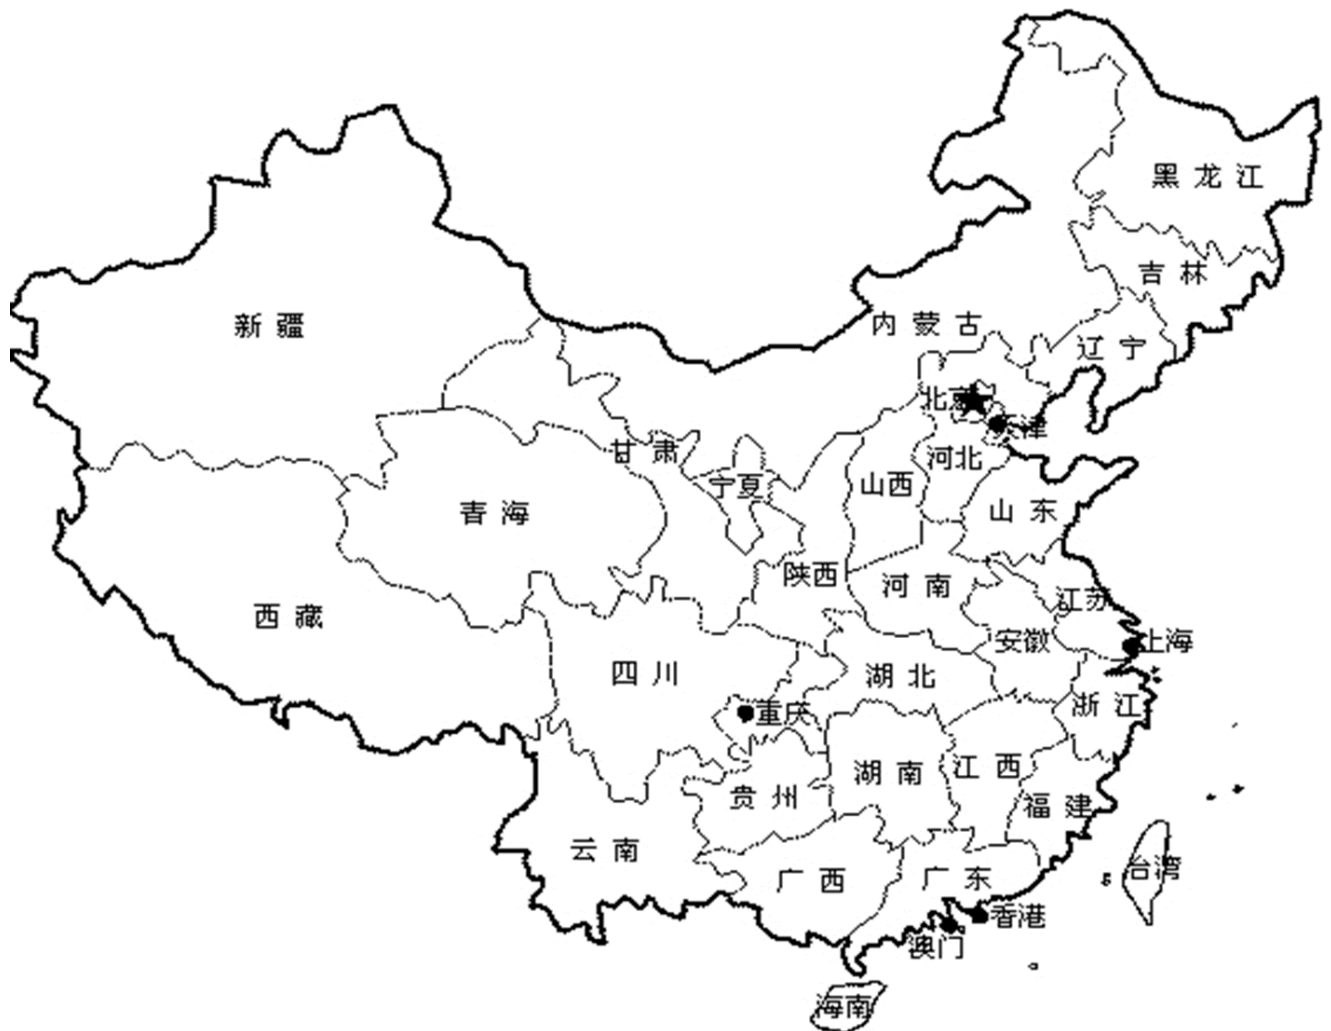 黑龙江
吉林
新疆
内蒙古
辽宁
北京
天津
甘肃
河北
宁夏
山西
青海
山东
陕西
河南
江苏
西藏
安徽
上海
四川
湖北
浙江
重庆
湖南
江西
贵州
福建
云南
广西
广东
台湾
香港
澳门
海南